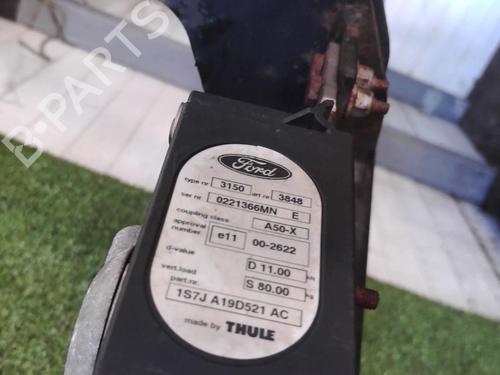 B-PARTS
Ford
type nr. 3150 art nr. 3848
ser nr. 0221366MN E
coupling class A50-X
approval number e11 00-2622
d-value D 11.00 kN
vert.load S 80.00 kg
part.nr.
1S7J A19D521 AC
made by THULE